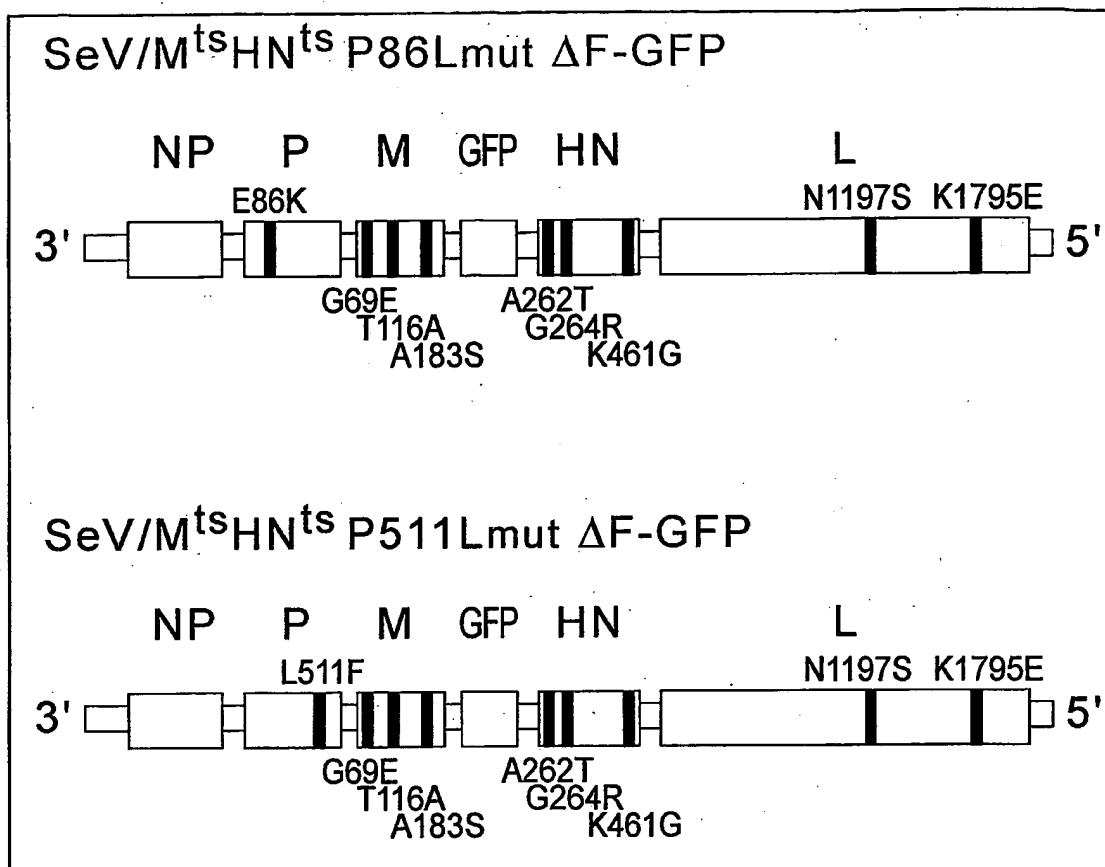 SeV/MtsHNts P86Lmut ΔF-GFP
NP P M GFP HN L
E86K N1197S K1795E
3' 5'
G69E A262T
T116A G264R
A183S K461G
SeV/MtsHNts P511Lmut ΔF-GFP
NP P M GFP HN L
L511F N1197S K1795E
3' 5'
G69E A262T
T116A G264R
A183S K461G